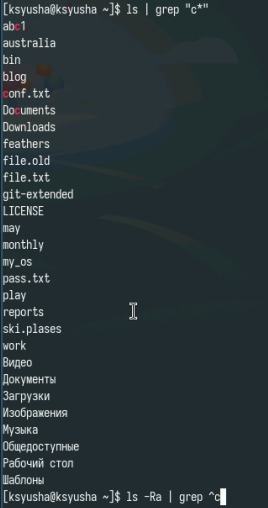 [ksyusha@ksyusha ~]$ ls | grep "c*"
abc1
australia
bin
blog
conf.txt
Documents
Downloads
feathers
file.old
file.txt
git-extended
LICENSE
may
monthly
my_os
pass.txt
play
reports
ski.plases
work
Видео
Документы
Загрузки
Изображения
Музыка
Общедоступные
Рабочий стол
Шаблоны
[ksyusha@ksyusha ~]$ ls -Ra | grep ^c